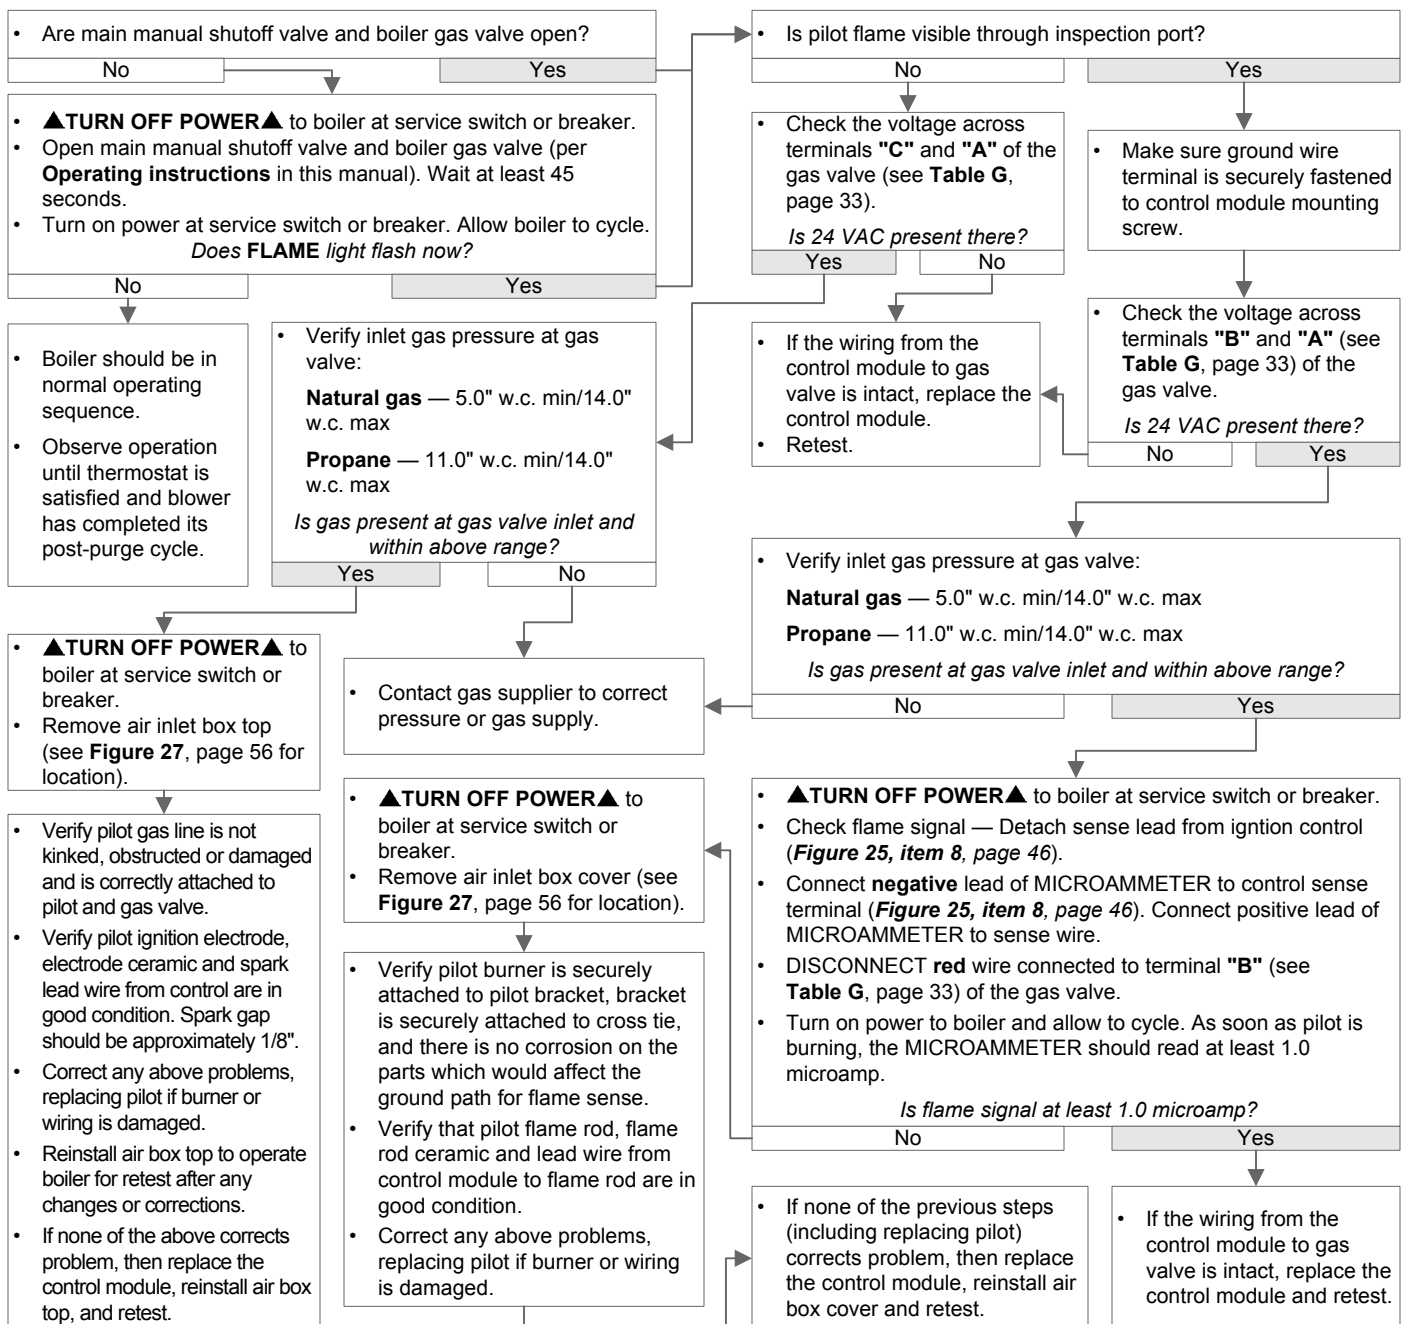 • Are main manual shutoff valve and boiler gas valve open?
No
Yes
• ▲TURN OFF POWER▲ to boiler at service switch or breaker.
• Open main manual shutoff valve and boiler gas valve (per
Operating instructions in this manual). Wait at least 45
seconds.
• Turn on power at service switch or breaker. Allow boiler to cycle.
Does FLAME light flash now?
No
Yes
• Boiler should be in
normal operating
sequence.
• Observe operation
until thermostat is
satisfied and blower
has completed its
post-purge cycle.
• Verify inlet gas pressure at gas
valve:
Natural gas — 5.0" w.c. min/14.0"
w.c. max
Propane — 11.0" w.c. min/14.0"
w.c. max
Is gas present at gas valve inlet and
within above range?
Yes
No
• ▲TURN OFF POWER▲ to
boiler at service switch or
breaker.
• Remove air inlet box top
(see Figure 27, page 56 for
location).
• Verify pilot gas line is not
kinked, obstructed or damaged
and is correctly attached to
pilot and gas valve.
• Verify pilot ignition electrode,
electrode ceramic and spark
lead wire from control are in
good condition. Spark gap
should be approximately 1/8".
• Correct any above problems,
replacing pilot if burner or
wiring is damaged.
• Reinstall air box top to operate
boiler for retest after any
changes or corrections.
• If none of the above corrects
problem, then replace the
control module, reinstall air box
top, and retest.
• Contact gas supplier to correct
pressure or gas supply.
• ▲TURN OFF POWER▲ to
boiler at service switch or
breaker.
• Remove air inlet box cover (see
Figure 27, page 56 for location).
• Verify pilot burner is securely
attached to pilot bracket, bracket
is securely attached to cross tie,
and there is no corrosion on the
parts which would affect the
ground path for flame sense.
• Verify that pilot flame rod, flame
rod ceramic and lead wire from
control module to flame rod are in
good condition.
• Correct any above problems,
replacing pilot if burner or wiring
is damaged.
• Is pilot flame visible through inspection port?
No
Yes
• Check the voltage across
terminals "C" and "A" of the
gas valve (see Table G,
page 33).
Is 24 VAC present there?
Yes
No
• If the wiring from the
control module to gas
valve is intact, replace the
control module.
• Retest.
• Make sure ground wire
terminal is securely fastened
to control module mounting
screw.
• Check the voltage across
terminals "B" and "A" (see
Table G, page 33) of the
gas valve.
Is 24 VAC present there?
No
Yes
• Verify inlet gas pressure at gas valve:
Natural gas — 5.0" w.c. min/14.0" w.c. max
Propane — 11.0" w.c. min/14.0" w.c. max
Is gas present at gas valve inlet and within above range?
No
Yes
• ▲TURN OFF POWER▲ to boiler at service switch or breaker.
• Check flame signal — Detach sense lead from igntion control
(Figure 25, item 8, page 46).
• Connect negative lead of MICROAMMETER to control sense
terminal (Figure 25, item 8, page 46). Connect positive lead of
MICROAMMETER to sense wire.
• DISCONNECT red wire connected to terminal "B" (see
Table G, page 33) of the gas valve.
• Turn on power to boiler and allow to cycle. As soon as pilot is
burning, the MICROAMMETER should read at least 1.0
microamp.
Is flame signal at least 1.0 microamp?
No
Yes
• If none of the previous steps
(including replacing pilot)
corrects problem, then replace
the control module, reinstall air
box cover and retest.
• If the wiring from the
control module to gas
valve is intact, replace the
control module and retest.